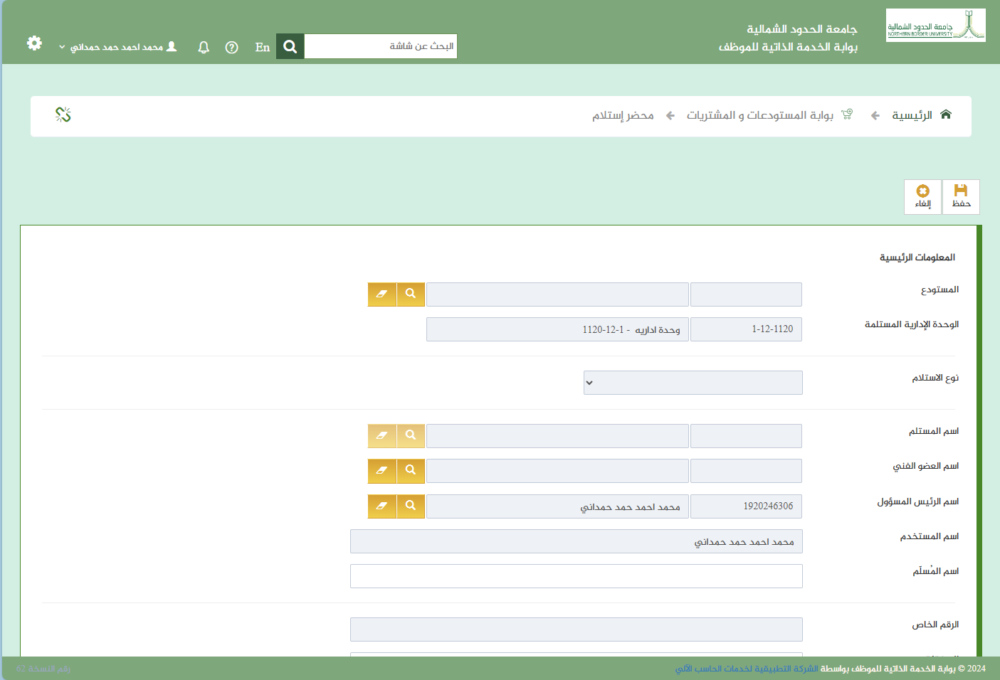 جامعة الحدود الشمالية
NORTHERN BORDER UNIVERSITY
جامعة الحدود الشمالية
بوابة الخدمة الذاتية للموظف
البحث عن شاشة
En
محمد احمد حمد حمداني
الرئيسية
بوابة المستودعات و المشتريات
محضر إستلام
حفظ
إلغاء
المعلومات الرئيسية
المستودع
الوحدة الإدارية المستلمة
1-12-1120
وحدة اداريه - 1-12-1120
نوع الاستلام
اسم المستلم
اسم العضو الفني
اسم الرئيس المسؤول
1920246306
محمد احمد حمد حمداني
اسم المستخدم
محمد احمد حمد حمداني
اسم المُسلّم
الرقم الخاص
2024 © بوابة الخدمة الذاتية للموظف بواسطة الشركة التطبيقية لخدمات الحاسب الآلي
رقم النسخة 62